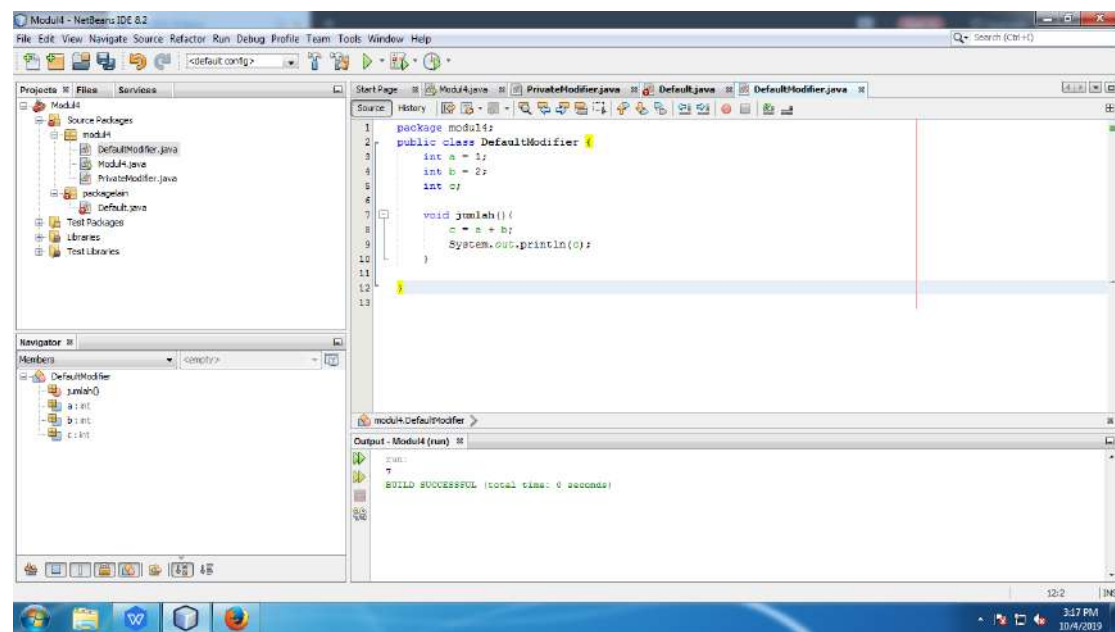 Modul4 - NetBeans IDE 8.2
File Edit View Navigate Source Refactor Run Debug Profile Team Tools Window Help
Search (Ctrl+I)
<default config>
Projects Files Services
Modul4
Source Packages
modul4
DefaultModifier.java
Modul4.java
PrivateModifier.java
packagelain
Default.java
Test Packages
Libraries
Test Libraries
Start Page Modul4.java PrivateModifier.java Default.java DefaultModifier.java
Source History
1 package modul4;
2 public class DefaultModifier {
3 int a = 1;
4 int b = 2;
5 int c;
6
7 void jumlah(){
8 c = a + b;
9 System.out.println(c);
10 }
11
12 }
13
Navigator
Members <empty>
DefaultModifier
jumlah()
a : int
b : int
c : int
modul4.DefaultModifier
Output - Modul4 (run)
run:
7
BUILD SUCCESSFUL (total time: 0 seconds)
12:2 INS
3:17 PM
10/4/2019